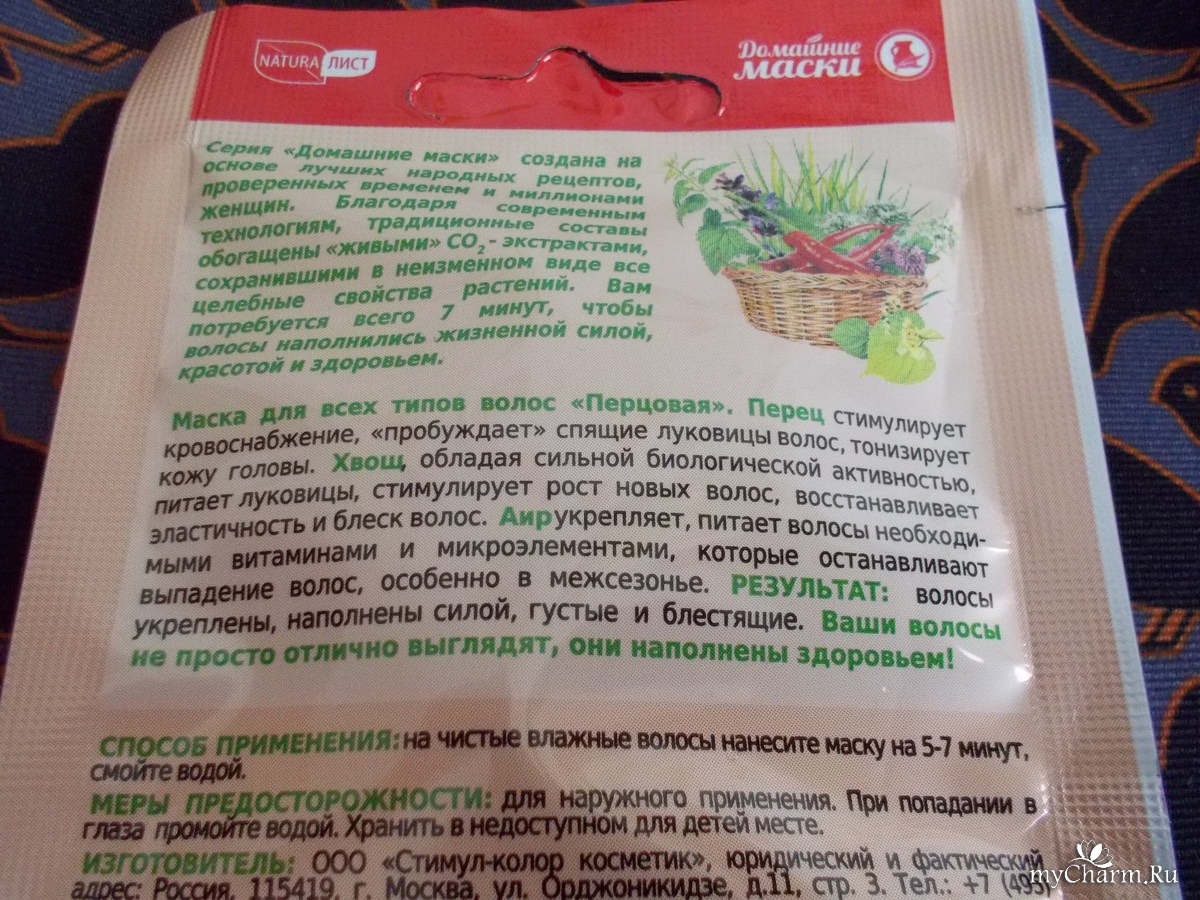 NATURA ЛИСТ
Домашние
маски
Серия «Домашние маски» создана на
основе лучших народных рецептов,
проверенных временем и миллионами
женщин. Благодаря современным
технологиям, традиционные составы
обогащены «живыми» CO2- экстрактами,
сохранившими в неизменном виде все
целебные свойства растений. Вам
потребуется всего 7 минут, чтобы
волосы наполнились жизненной силой,
красотой и здоровьем.
Маска для всех типов волос «Перцовая». Перец стимулирует
кровоснабжение, «пробуждает» спящие луковицы волос, тонизирует
кожу головы. Хвощ, обладая сильной биологической активностью,
питает луковицы, стимулирует рост новых волос, восстанавливает
эластичность и блеск волос. Аир укрепляет, питает волосы необходи-
мыми витаминами и микроэлементами, которые останавливают
выпадение волос, особенно в межсезонье. РЕЗУЛЬТАТ: волосы
укреплены, наполнены силой, густые и блестящие. Ваши волосы
не просто отлично выглядят, они наполнены здоровьем!
СПОСОБ ПРИМЕНЕНИЯ: на чистые влажные волосы нанесите маску на 5-7 минут,
смойте водой.
МЕРЫ ПРЕДОСТОРОЖНОСТИ: для наружного применения. При попадании в
глаза промойте водой. Хранить в недоступном для детей месте.
ИЗГОТОВИТЕЛЬ: ООО «Стимул-колор косметик», юридический и фактический
адрес: Россия, 115419, г. Москва, ул. Орджоникидзе, д.11, стр. 3. Тел.: +7 (495)
myCharm.Ru